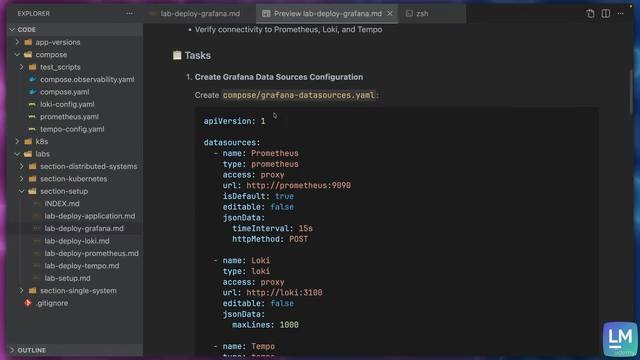 EXPLORER
CODE
app-versions
compose
test_scripts
compose.observability.yaml
compose.yaml
loki-config.yaml
prometheus.yaml
tempo-config.yaml
k8s
labs
section-distributed-systems
section-kubernetes
section-setup
INDEX.md
lab-deploy-application.md
lab-deploy-grafana.md
lab-deploy-loki.md
lab-deploy-prometheus.md
lab-deploy-tempo.md
lab-setup.md
section-single-system
.gitignore
OUTLINE
lab-deploy-grafana.md
Preview lab-deploy-grafana.md
zsh
• Verify connectivity to Prometheus, Loki, and Tempo
Tasks
1. Create Grafana Data Sources Configuration
Create compose/grafana-datasources.yaml:
apiVersion: 1
datasources:
- name: Prometheus
type: prometheus
access: proxy
url: http://prometheus:9090
isDefault: true
editable: false
jsonData:
timeInterval: 15s
httpMethod: POST
- name: Loki
type: loki
access: proxy
url: http://loki:3100
editable: false
jsonData:
maxLines: 1000
- name: Tempo
LM